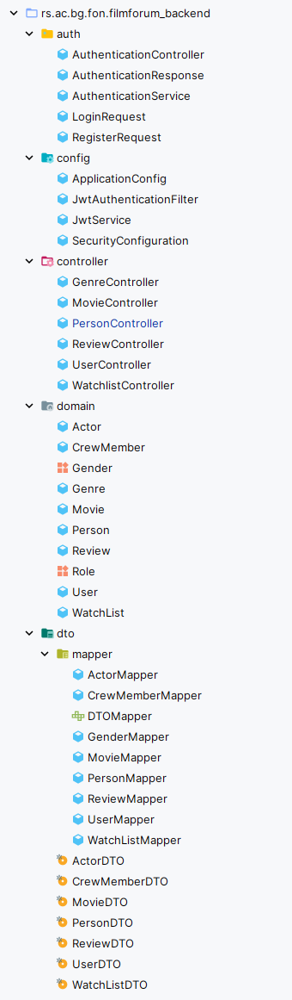 rs.ac.bg.fon.filmforum_backend
auth
AuthenticationController
AuthenticationResponse
AuthenticationService
LoginRequest
RegisterRequest
config
ApplicationConfig
JwtAuthenticationFilter
JwtService
SecurityConfiguration
controller
GenreController
MovieController
PersonController
ReviewController
UserController
WatchlistController
domain
Actor
CrewMember
Gender
Genre
Movie
Person
Review
Role
User
WatchList
dto
mapper
ActorMapper
CrewMemberMapper
DTOMapper
GenderMapper
MovieMapper
PersonMapper
ReviewMapper
UserMapper
WatchListMapper
ActorDTO
CrewMemberDTO
MovieDTO
PersonDTO
ReviewDTO
UserDTO
WatchListDTO